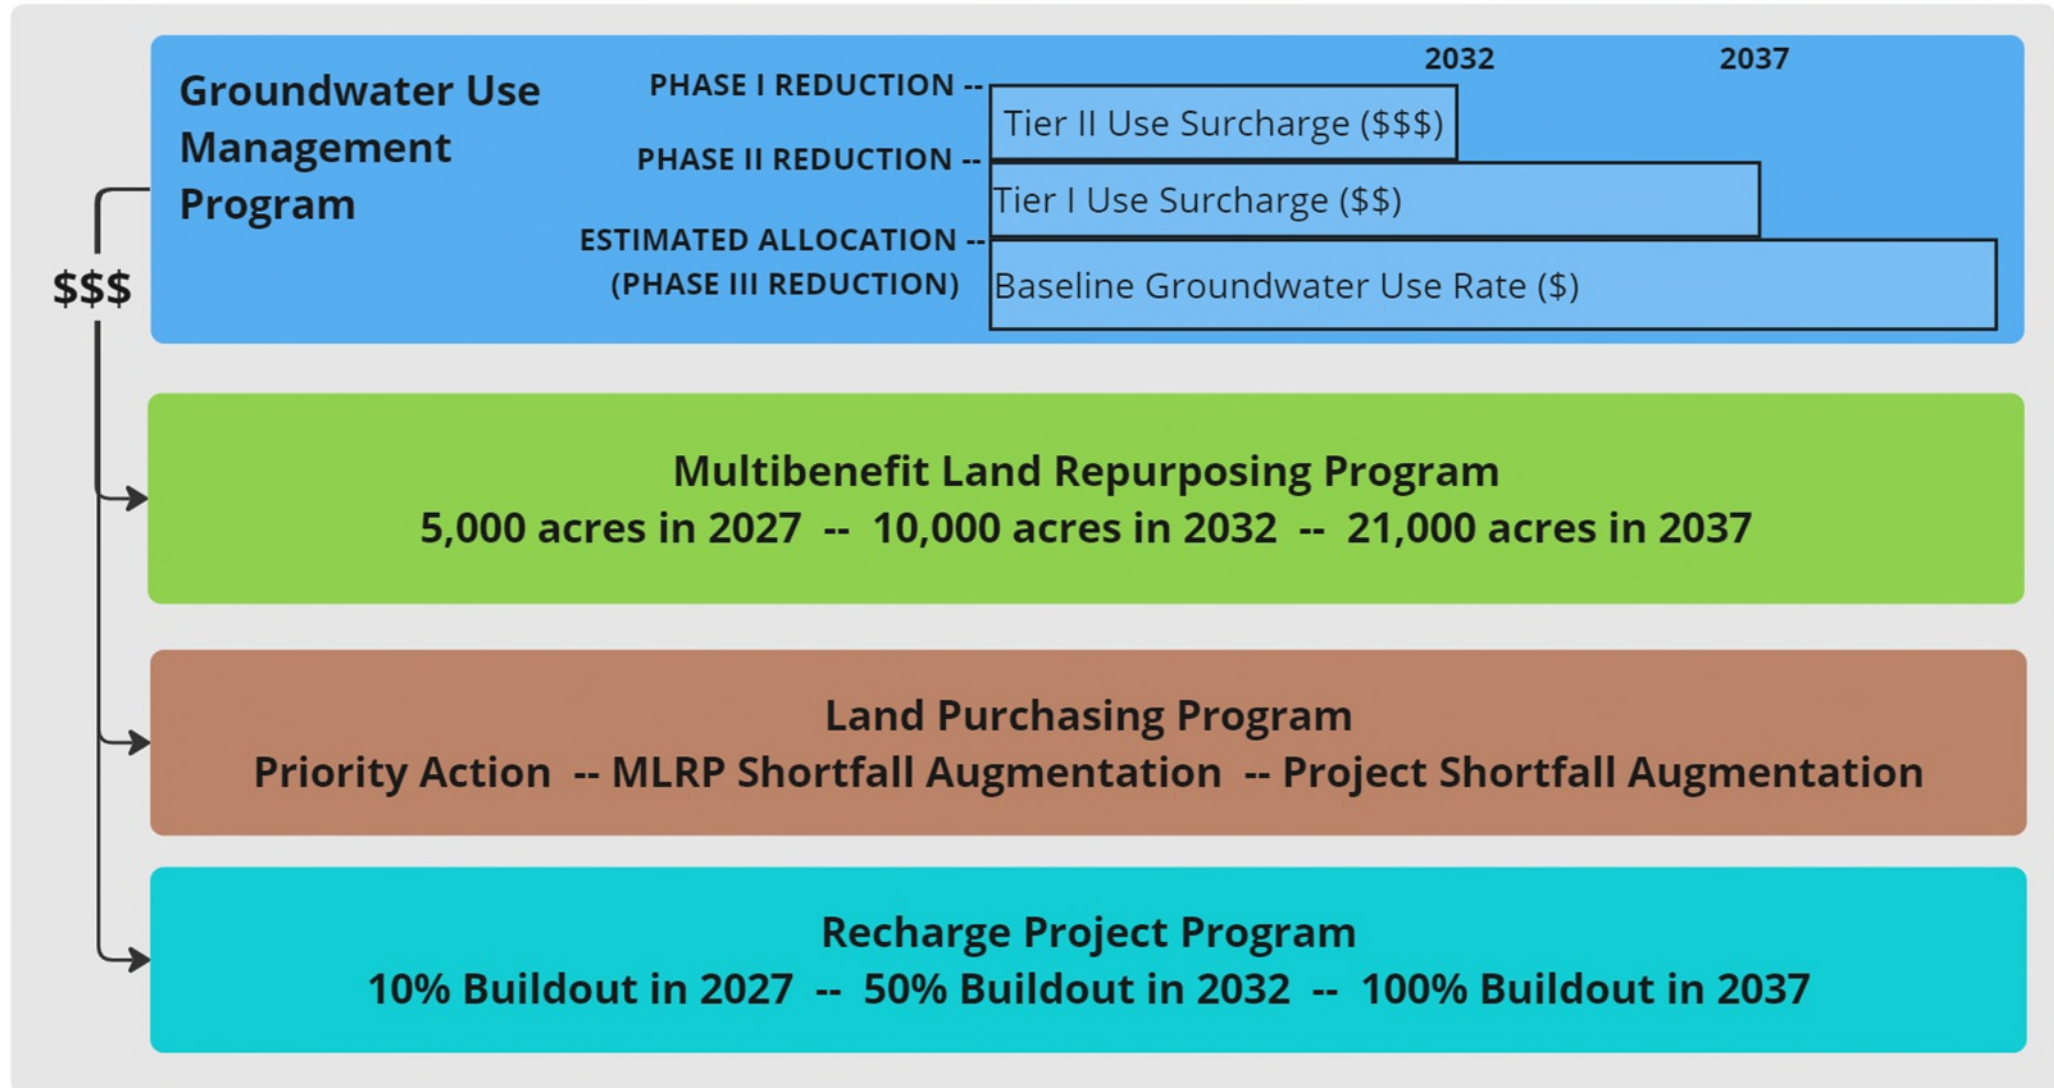 2032 2037
Groundwater Use
Management
Program
PHASE I REDUCTION --
Tier II Use Surcharge ($$$)
PHASE II REDUCTION --
Tier I Use Surcharge ($$)
ESTIMATED ALLOCATION --
(PHASE III REDUCTION)
Baseline Groundwater Use Rate ($)
$$$
Multibenefit Land Repurposing Program
5,000 acres in 2027 -- 10,000 acres in 2032 -- 21,000 acres in 2037
Land Purchasing Program
Priority Action -- MLRP Shortfall Augmentation -- Project Shortfall Augmentation
Recharge Project Program
10% Buildout in 2027 -- 50% Buildout in 2032 -- 100% Buildout in 2037